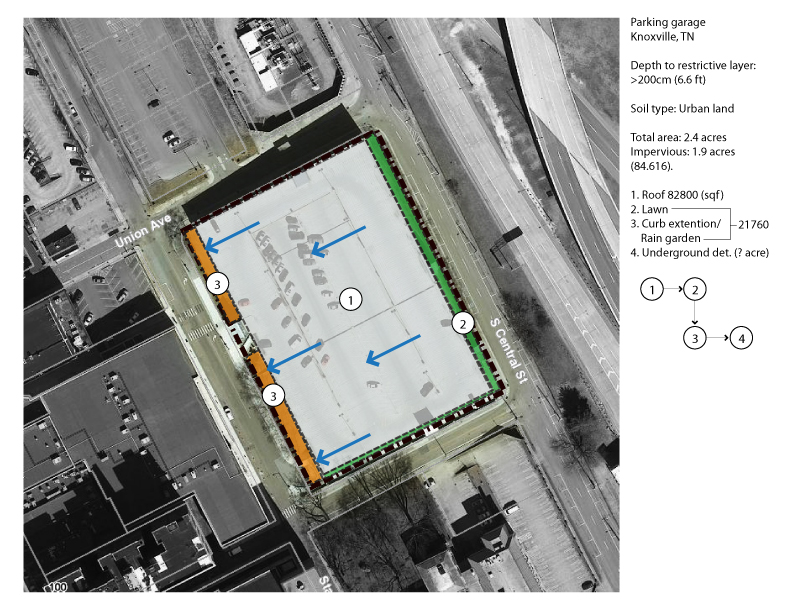 Parking garage
Knoxville, TN
Depth to restrictive layer:
>200cm (6.6 ft)
Soil type: Urban land
Total area: 2.4 acres
Impervious: 1.9 acres
(84.616).
1. Roof 82800 (sqf)
2. Lawn
3. Curb extention/
Rain garden
21760
4. Underground det. (? acre)
1
2
3
4
Union Ave
3
1
2
S Central St
3
100